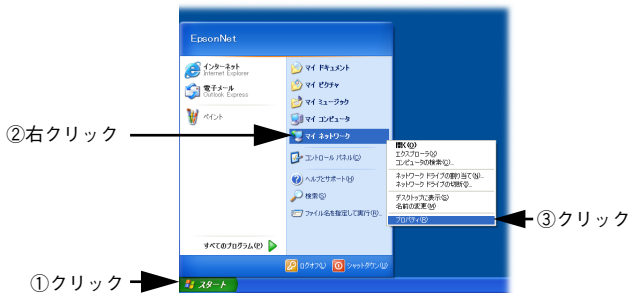 EpsonNet
インターネット
Internet Explorer
電子メール
Outlook Express
ペイント
すべてのプログラム(P)
マイ ドキュメント
マイ ピクチャ
マイ ミュージック
マイ コンピュータ
マイ ネットワーク
コントロール パネル(C)
ヘルプとサポート(H)
検索(S)
ファイル名を指定して実行(R)...
ログオフ(L)
シャットダウン(U)
スタート
開く(O)
エクスプローラ(X)
コンピュータの検索(C)...
ネットワーク ドライブの割り当て(N)...
ネットワーク ドライブの切断(I)...
デスクトップに表示(S)
名前の変更(M)
プロパティ(R)
②右クリック
③クリック
①クリック